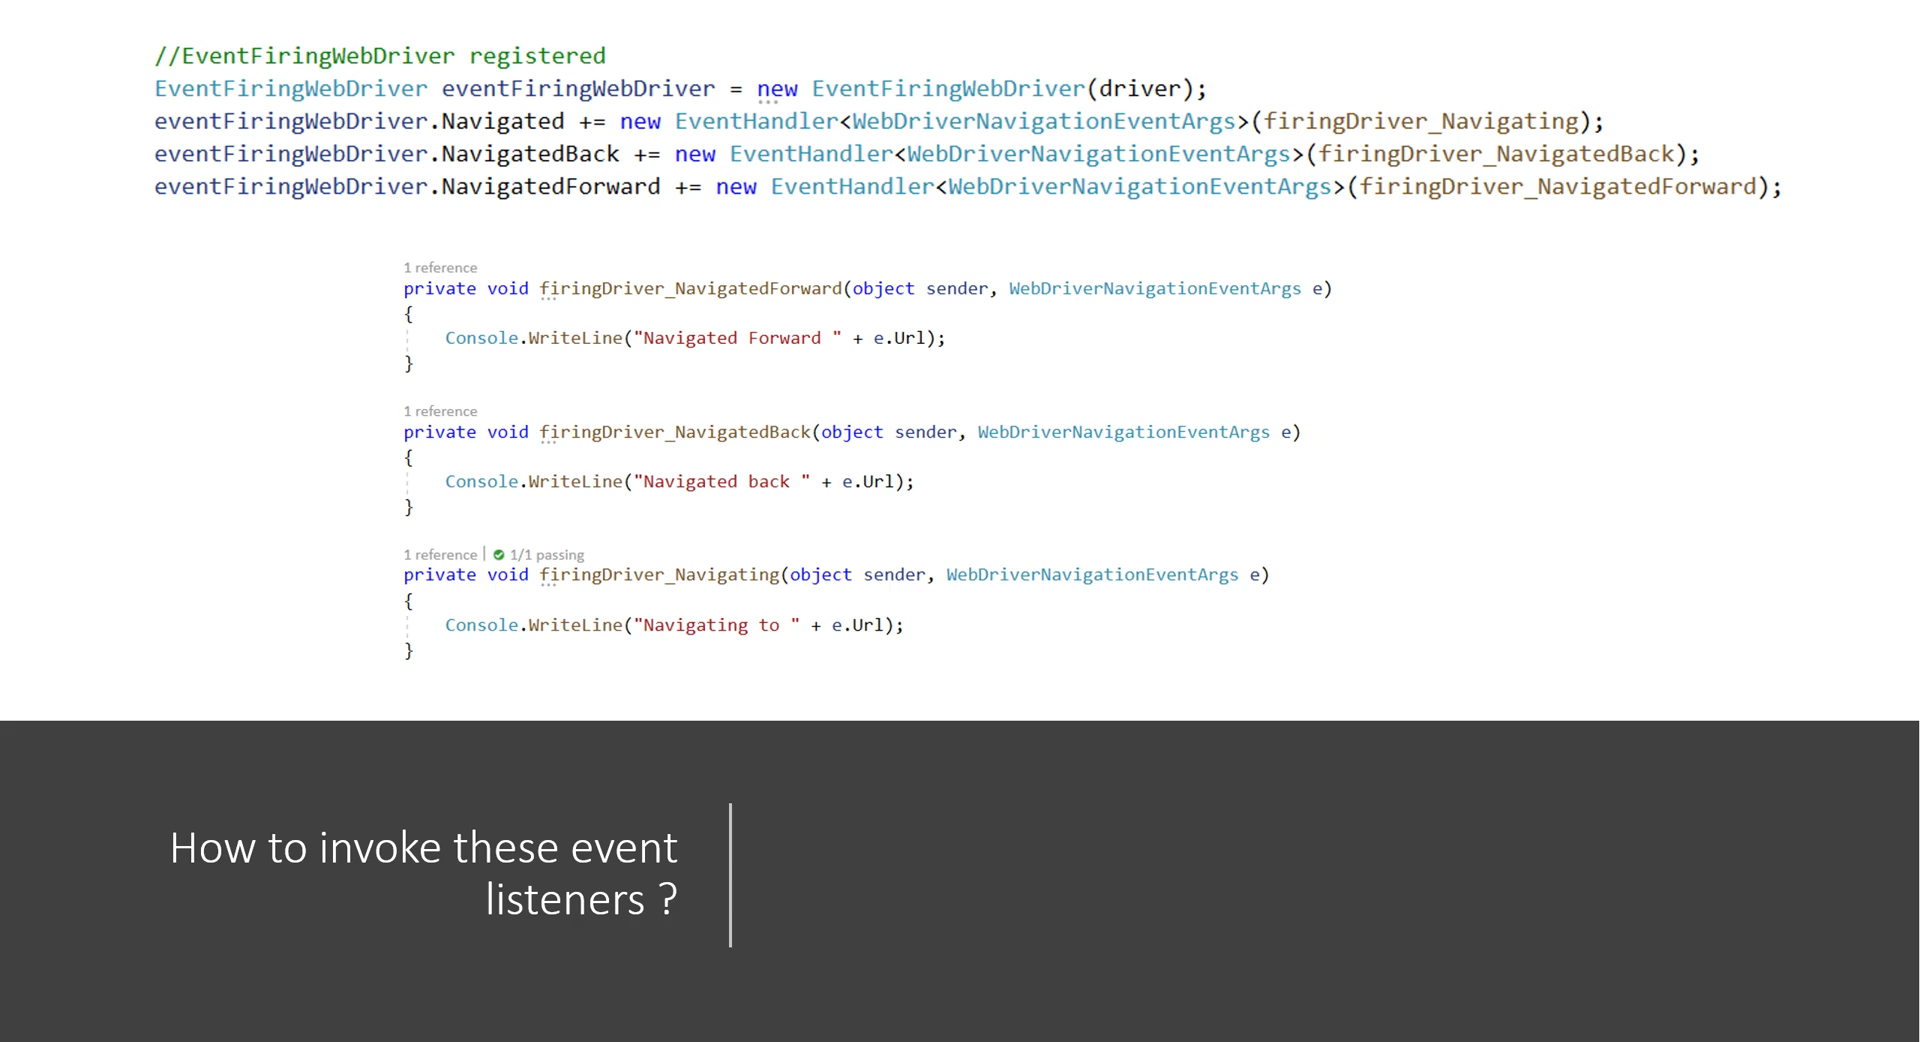 //EventFiringWebDriver registered
EventFiringWebDriver eventFiringWebDriver = new EventFiringWebDriver(driver);
eventFiringWebDriver.Navigated += new EventHandler<WebDriverNavigationEventArgs>(firingDriver_Navigating);
eventFiringWebDriver.NavigatedBack += new EventHandler<WebDriverNavigationEventArgs>(firingDriver_NavigatedBack);
eventFiringWebDriver.NavigatedForward += new EventHandler<WebDriverNavigationEventArgs>(firingDriver_NavigatedForward);
1 reference
private void firingDriver_NavigatedForward(object sender, WebDriverNavigationEventArgs e)
{
    Console.WriteLine("Navigated Forward " + e.Url);
}
1 reference
private void firingDriver_NavigatedBack(object sender, WebDriverNavigationEventArgs e)
{
    Console.WriteLine("Navigated back " + e.Url);
}
1 reference | 1/1 passing
private void firingDriver_Navigating(object sender, WebDriverNavigationEventArgs e)
{
    Console.WriteLine("Navigating to " + e.Url);
}
How to invoke these event
listeners ?